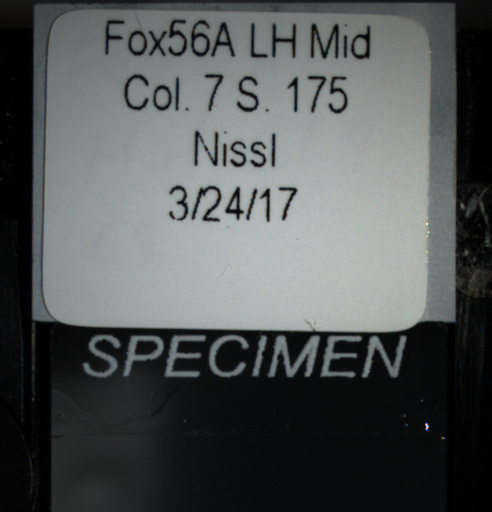 Fox56A LH Mid
Col. 7 S. 175
Nissl
3/24/17
SPECIMEN